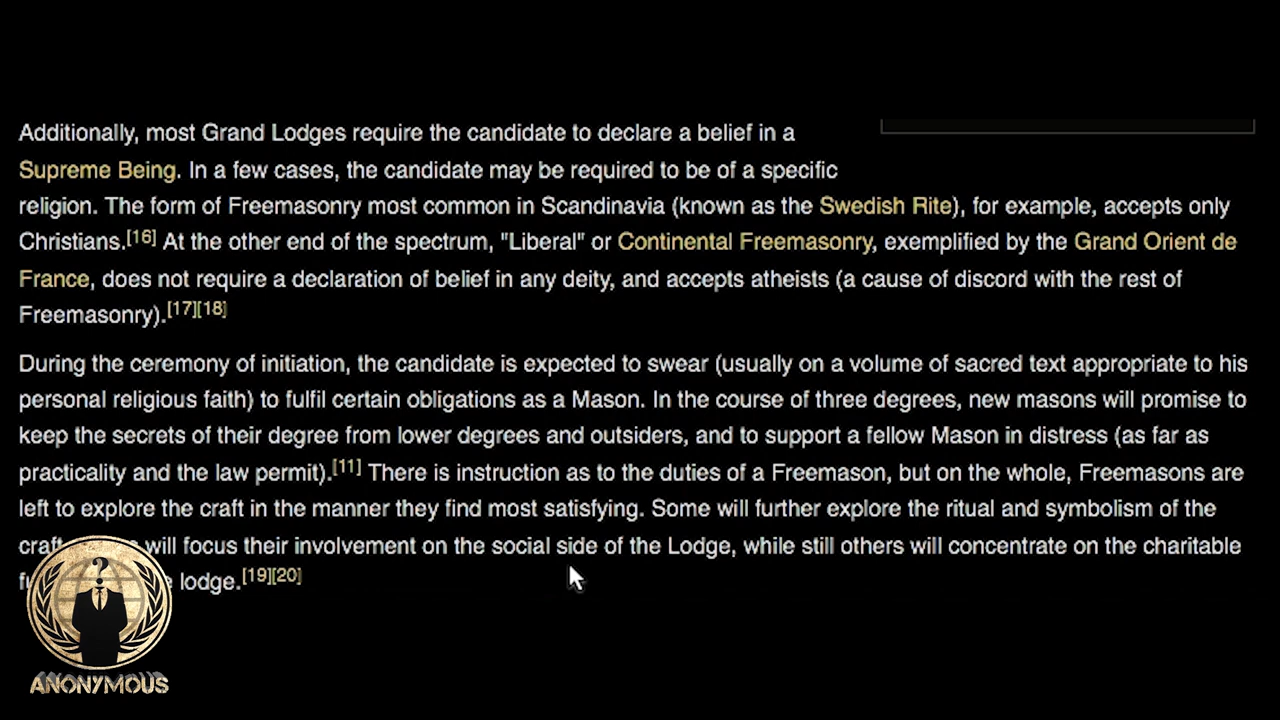 Additionally, most Grand Lodges require the candidate to declare a belief in a
Supreme Being. In a few cases, the candidate may be required to be of a specific
religion. The form of Freemasonry most common in Scandinavia (known as the Swedish Rite), for example, accepts only
Christians.[16] At the other end of the spectrum, "Liberal" or Continental Freemasonry, exemplified by the Grand Orient de
France, does not require a declaration of belief in any deity, and accepts atheists (a cause of discord with the rest of
Freemasonry).[17][18]
During the ceremony of initiation, the candidate is expected to swear (usually on a volume of sacred text appropriate to his
personal religious faith) to fulfil certain obligations as a Mason. In the course of three degrees, new masons will promise to
keep the secrets of their degree from lower degrees and outsiders, and to support a fellow Mason in distress (as far as
practicality and the law permit).[11] There is instruction as to the duties of a Freemason, but on the whole, Freemasons are
left to explore the craft in the manner they find most satisfying. Some will further explore the ritual and symbolism of the
will focus their involvement on the social side of the Lodge, while still others will concentrate on the charitable
lodge.[19][20]
?
ANONYMOUS